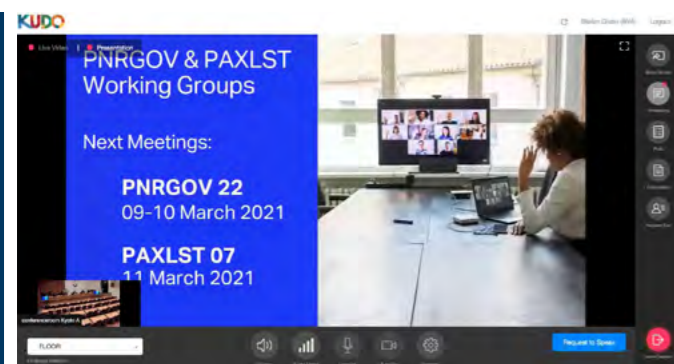 KUDO
Logout
Live Video | Presentation
PNRGOV & PAXLST
Working Groups
Next Meetings:
PNRGOV 22
09-10 March 2021
PAXLST 07
11 March 2021
FLOOR
Request to Speak